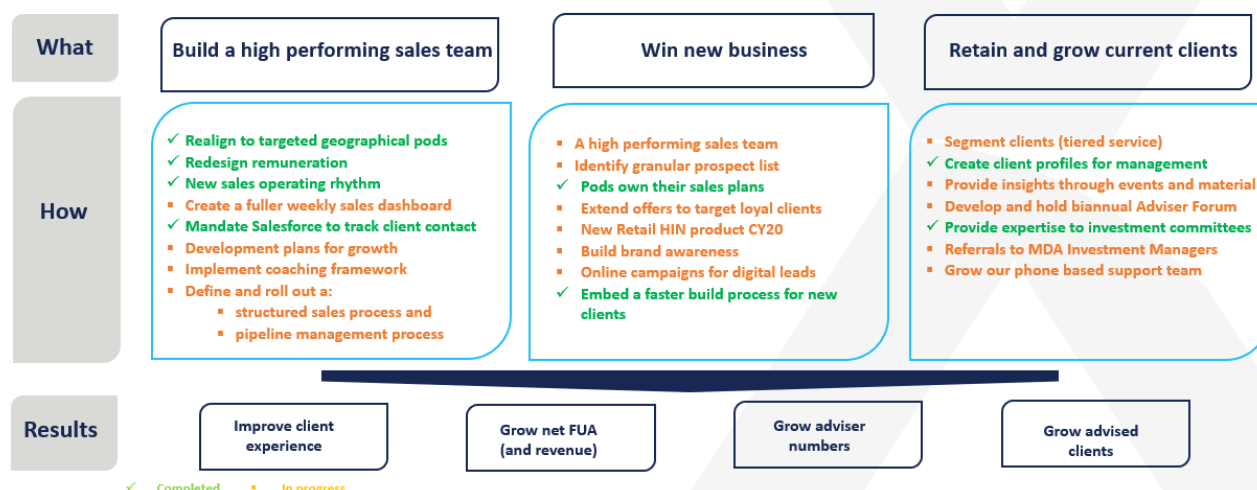 What
Build a high performing sales team
Win new business
Retain and grow current clients
How
✓ Realign to targeted geographical pods
✓ Redesign remuneration
✓ New sales operating rhythm
▪ Create a fuller weekly sales dashboard
✓ Mandate Salesforce to track client contact
▪ Development plans for growth
▪ Implement coaching framework
▪ Define and roll out a:
▪ structured sales process and
▪ pipeline management process
▪ A high performing sales team
▪ Identify granular prospect list
✓ Pods own their sales plans
▪ Extend offers to target loyal clients
▪ New Retail HIN product CY20
▪ Build brand awareness
▪ Online campaigns for digital leads
✓ Embed a faster build process for new
clients
▪ Segment clients (tiered service)
✓ Create client profiles for management
▪ Provide insights through events and material
▪ Develop and hold biannual Adviser Forum
✓ Provide expertise to investment committees
▪ Referrals to MDA Investment Managers
▪ Grow our phone based support team
Results
Improve client
experience
Grow net FUA
(and revenue)
Grow adviser
numbers
Grow advised
clients
✓ Completed ▪ In progress